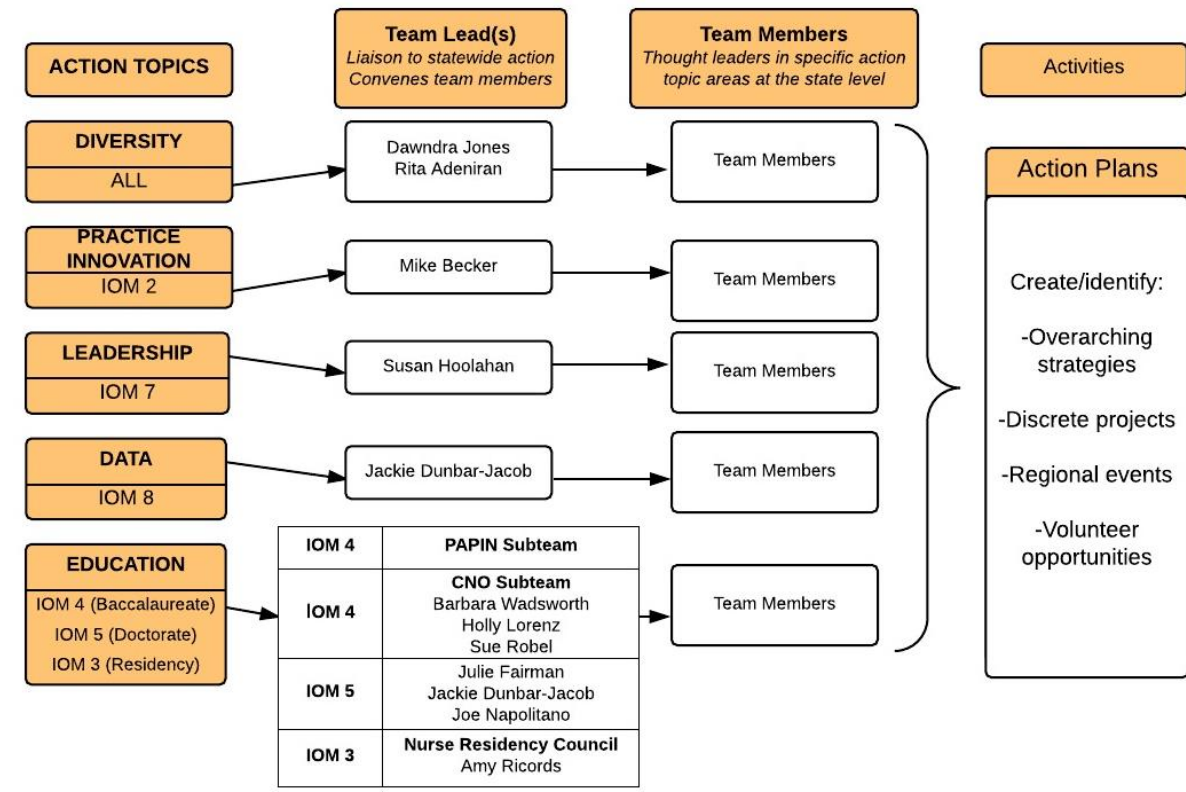 ACTION TOPICS
Team Lead(s)
Liaison to statewide action
Convenes team members
Team Members
Thought leaders in specific action
topic areas at the state level
Activities
DIVERSITY
ALL
Dawndra Jones
Rita Adeniran
Team Members
PRACTICE
INNOVATION
IOM 2
Mike Becker
Team Members
LEADERSHIP
IOM 7
Susan Hoolahan
Team Members
DATA
IOM 8
Jackie Dunbar-Jacob
Team Members
EDUCATION
IOM 4 (Baccalaureate)
IOM 5 (Doctorate)
IOM 3 (Residency)
IOM 4
PAPIN Subteam
IOM 4
CNO Subteam
Barbara Wadsworth
Holly Lorenz
Sue Robel
IOM 5
Julie Fairman
Jackie Dunbar-Jacob
Joe Napolitano
IOM 3
Nurse Residency Council
Amy Ricords
Team Members
Action Plans
Create/identify:
-Overarching
strategies
-Discrete projects
-Regional events
-Volunteer
opportunities